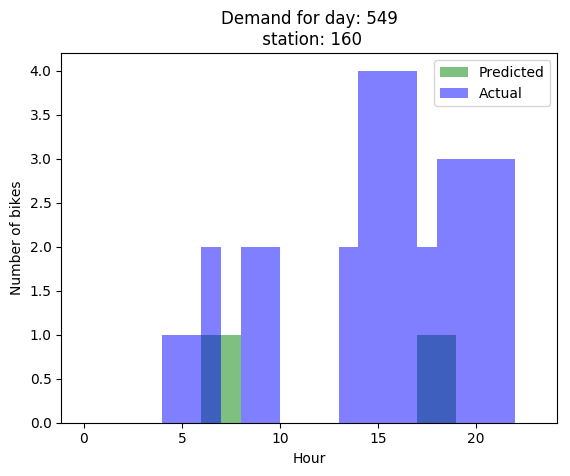 Demand for day: 549
station: 160
Predicted
Actual
4.0
3.5
3.0
2.5
2.0
1.5
1.0
0.5
0.0
Number of bikes
0 5 10 15 20
Hour